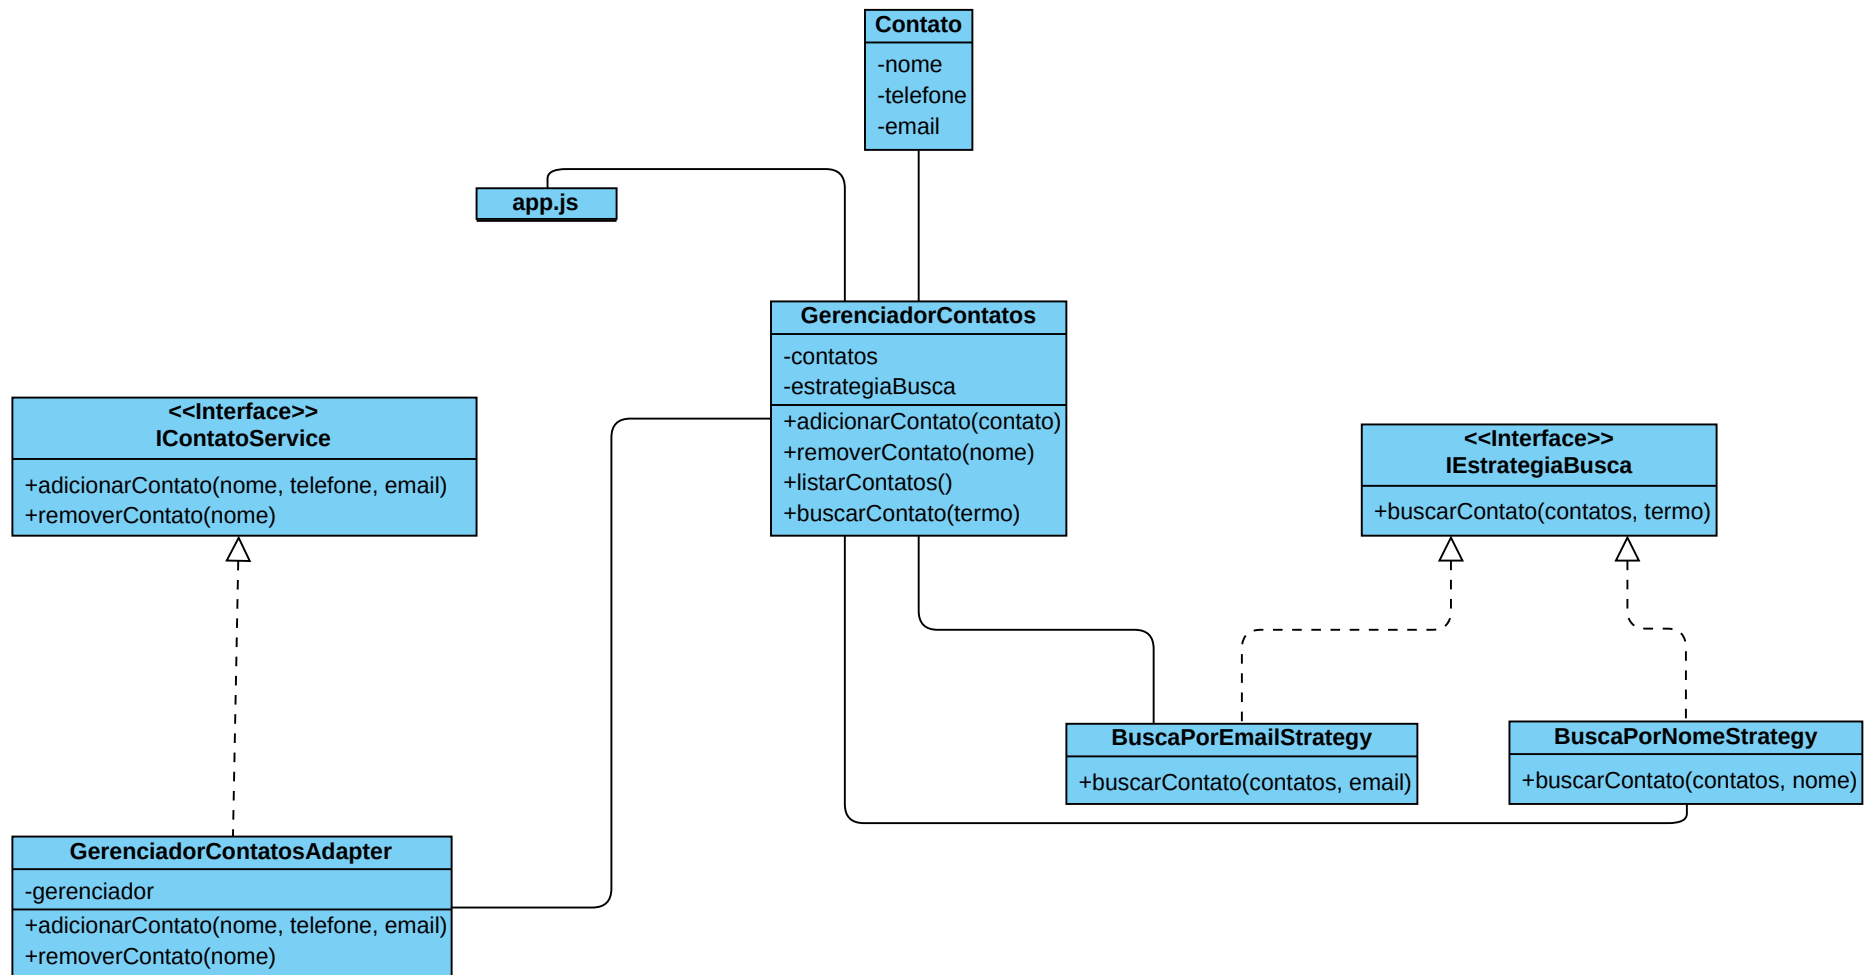 Contato
-nome
-telefone
-email
app.js
GerenciadorContatos
-contatos
-estrategiaBusca
+adicionarContato(contato)
+removerContato(nome)
+listarContatos()
+buscarContato(termo)
<<Interface>>
IContatoService
+adicionarContato(nome, telefone, email)
+removerContato(nome)
<<Interface>>
IEstrategiaBusca
+buscarContato(contatos, termo)
BuscaPorEmailStrategy
+buscarContato(contatos, email)
BuscaPorNomeStrategy
+buscarContato(contatos, nome)
GerenciadorContatosAdapter
-gerenciador
+adicionarContato(nome, telefone, email)
+removerContato(nome)